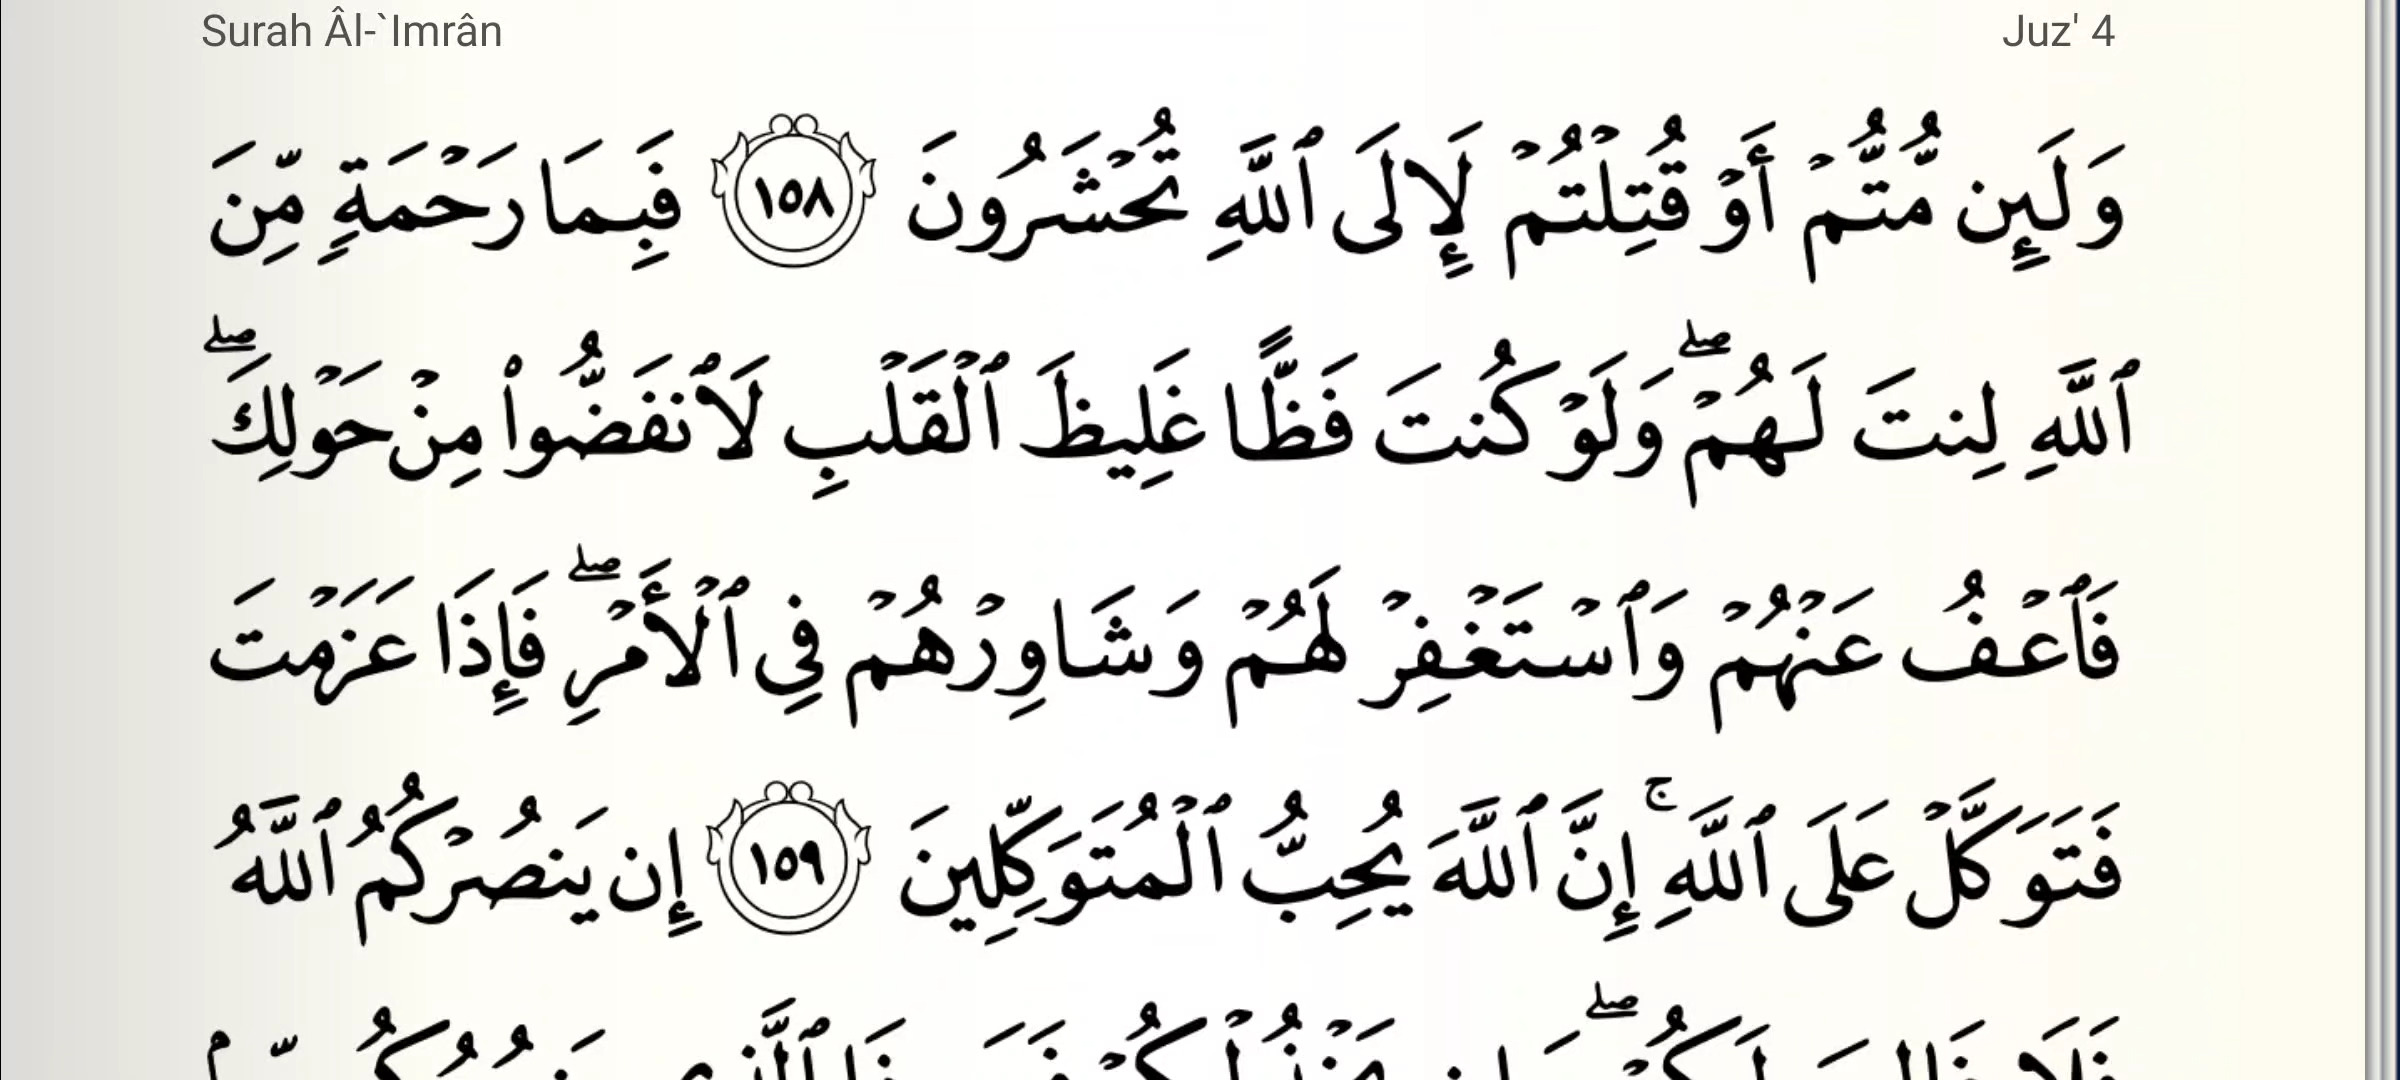 Surah Âl-`Imrân
Juz' 4
وَلَئِن مُّتُّمْ أَوْ قُتِلْتُمْ لَإِلَى ٱللَّهِ تُحْشَرُونَ ١٥٨ فَبِمَا رَحْمَةٍ مِّنَ
ٱللَّهِ لِنتَ لَهُمْ ۖ وَلَوْ كُنتَ فَظًّا غَلِيظَ ٱلْقَلْبِ لَٱنفَضُّوا۟ مِنْ حَوْلِكَ ۖ
فَٱعْفُ عَنْهُمْ وَٱسْتَغْفِرْ لَهُمْ وَشَاوِرْهُمْ فِى ٱلْأَمْرِ ۖ فَإِذَا عَزَمْتَ
فَتَوَكَّلْ عَلَى ٱللَّهِ ۚ إِنَّ ٱللَّهَ يُحِبُّ ٱلْمُتَوَكِّلِينَ ١٥٩ إِن يَنصُرْكُمُ ٱللَّهُ